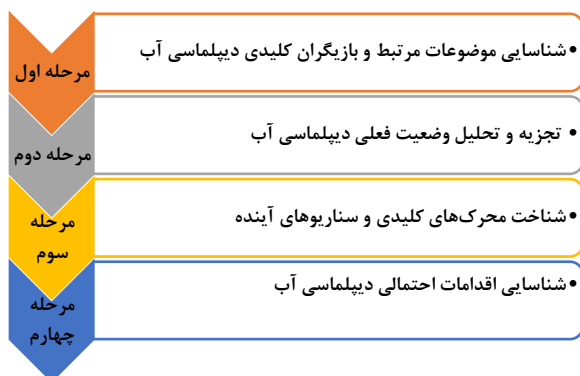 مرحله اول
•شناسایی موضوعات مرتبط و بازیگران کلیدی دیپلماسی آب
مرحله دوم
• تجزیه و تحلیل وضعیت فعلی دیپلماسی آب
مرحله
سوم
•شناخت محرک‌های کلیدی و سناریوهای آینده
مرحله
چهارم
•شناسایی اقدامات احتمالی دیپلماسی آب